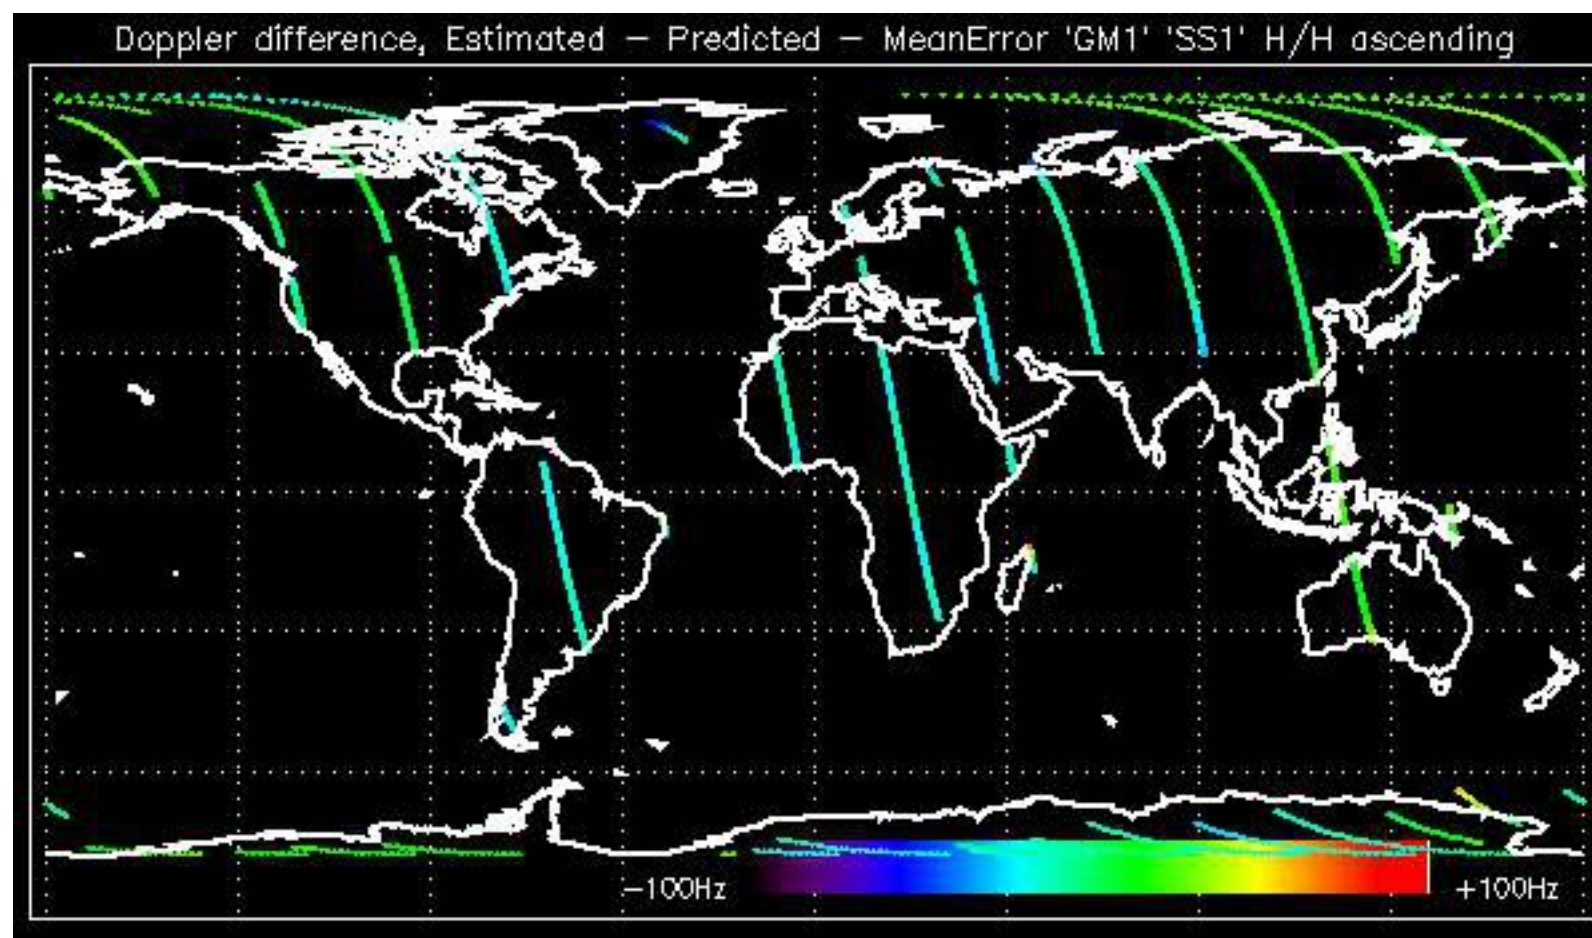 Doppler difference, Estimated − Predicted − MeanError 'GM1' 'SS1' H/H ascending
−100Hz
+100Hz